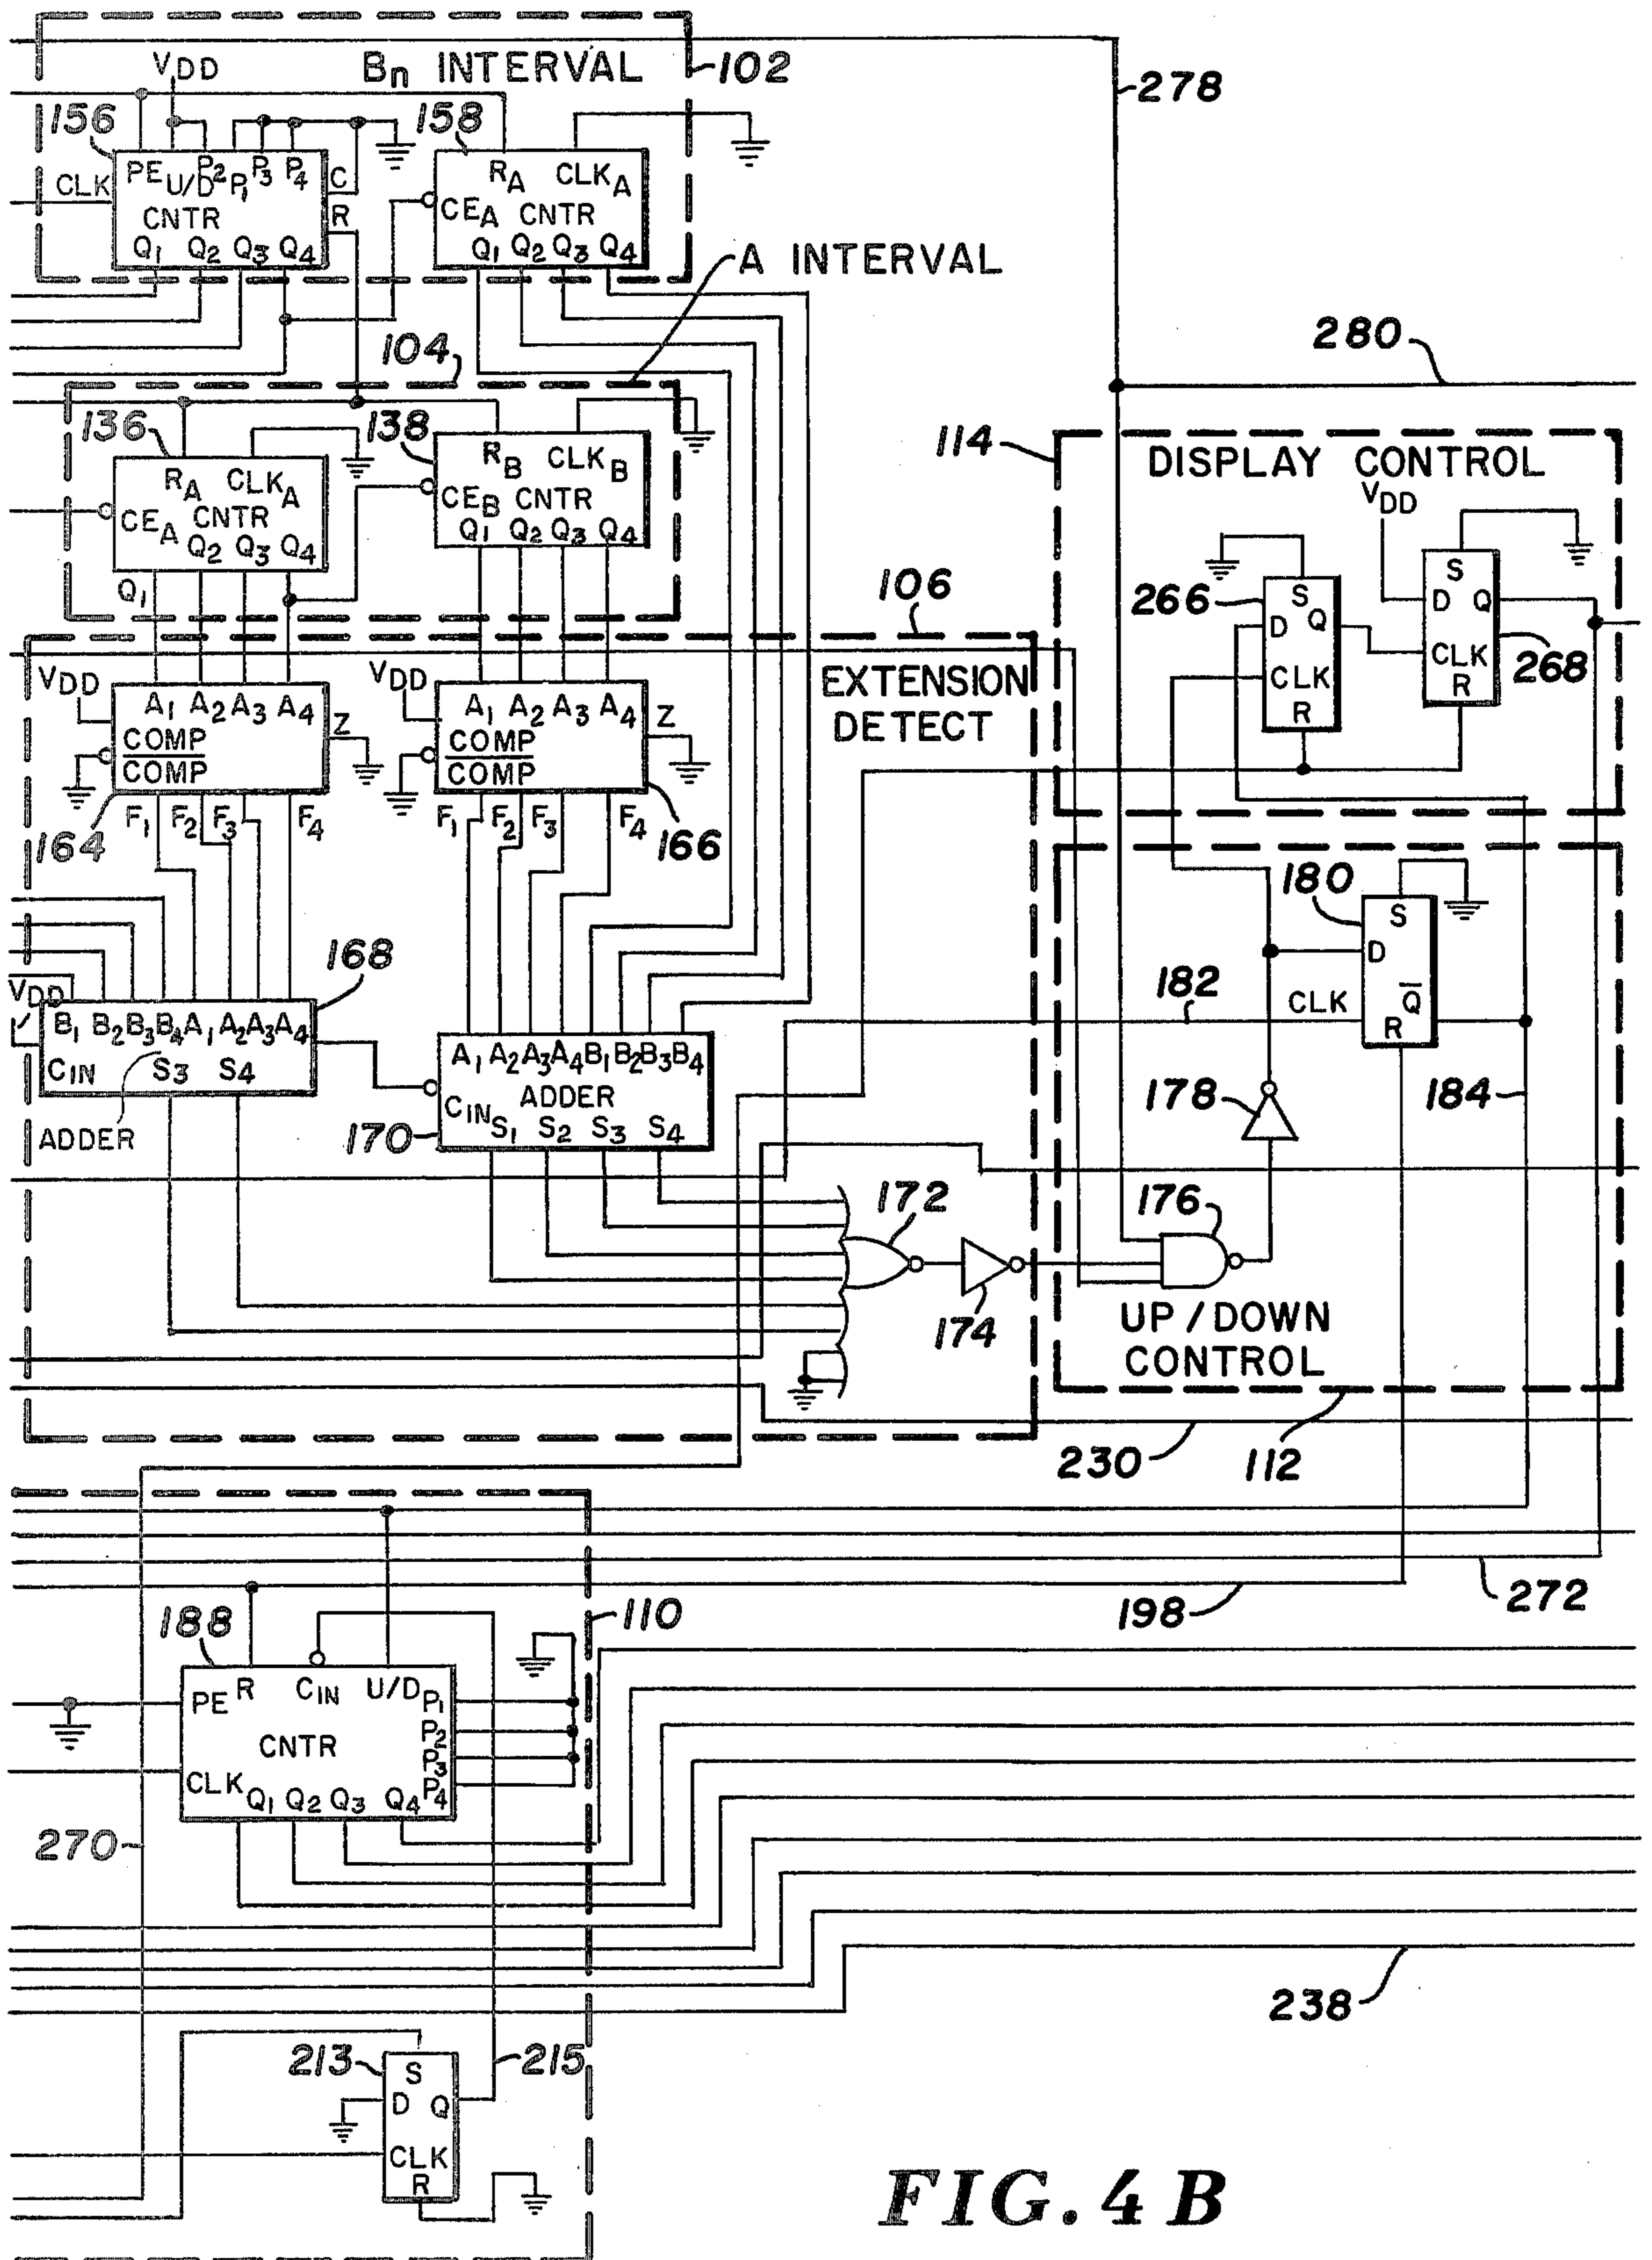 Bn INTERVAL
102
VDD
278
156
158
PE U/D P2 P1 P3 P4 C
CLK
CNTR
R
Q1 Q2 Q3 Q4
RA CLKA
CEA CNTR
Q1 Q2 Q3 Q4
A INTERVAL
280
104
136
138
RA CLKA
CEA CNTR
Q2 Q3 Q4
Q1
RB CLKB
CEB CNTR
Q1 Q2 Q3 Q4
114
DISPLAY CONTROL
VDD
266
S
D Q
CLK
R
S
D Q
CLK
R
268
106
EXTENSION
DETECT
VDD
A1 A2 A3 A4
COMP
COMP
Z
VDD
A1 A2 A3 A4
COMP
COMP
Z
164
F1 F2 F3 F4
F1 F2 F3 F4
166
180
S
D
CLK
Q
R
182
184
178
VDD
168
B1 B2 B3 B4 A1 A2 A3 A4
CIN S3 S4
ADDER
A1 A2 A3 A4 B1 B2 B3 B4
ADDER
CIN S1 S2 S3 S4
170
172
174
176
UP / DOWN
CONTROL
230
112
272
198
110
188
PE R CIN U/D P1
P2
CNTR
P3
CLK Q1 Q2 Q3 Q4 P4
270
238
213
215
S
D Q
CLK
R
FIG. 4 B